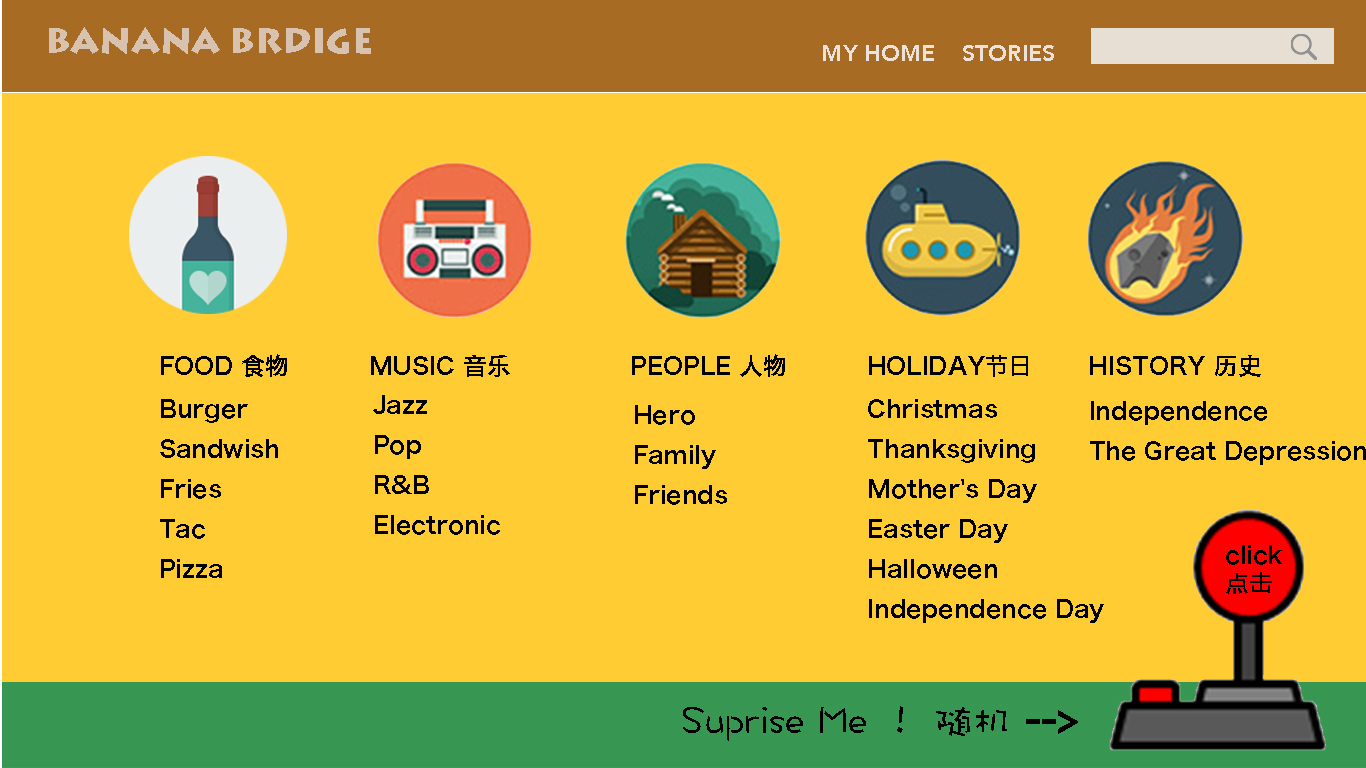 BANANA BRDIGE
MY HOME STORIES
FOOD 食物
Burger
Sandwish
Fries
Tac
Pizza
MUSIC 音乐
Jazz
Pop
R&B
Electronic
PEOPLE 人物
Hero
Family
Friends
HOLIDAY节日
Christmas
Thanksgiving
Mother's Day
Easter Day
Halloween
Independence Day
HISTORY 历史
Independence
The Great Depression
click
点击
Suprise Me ! 随机 -->